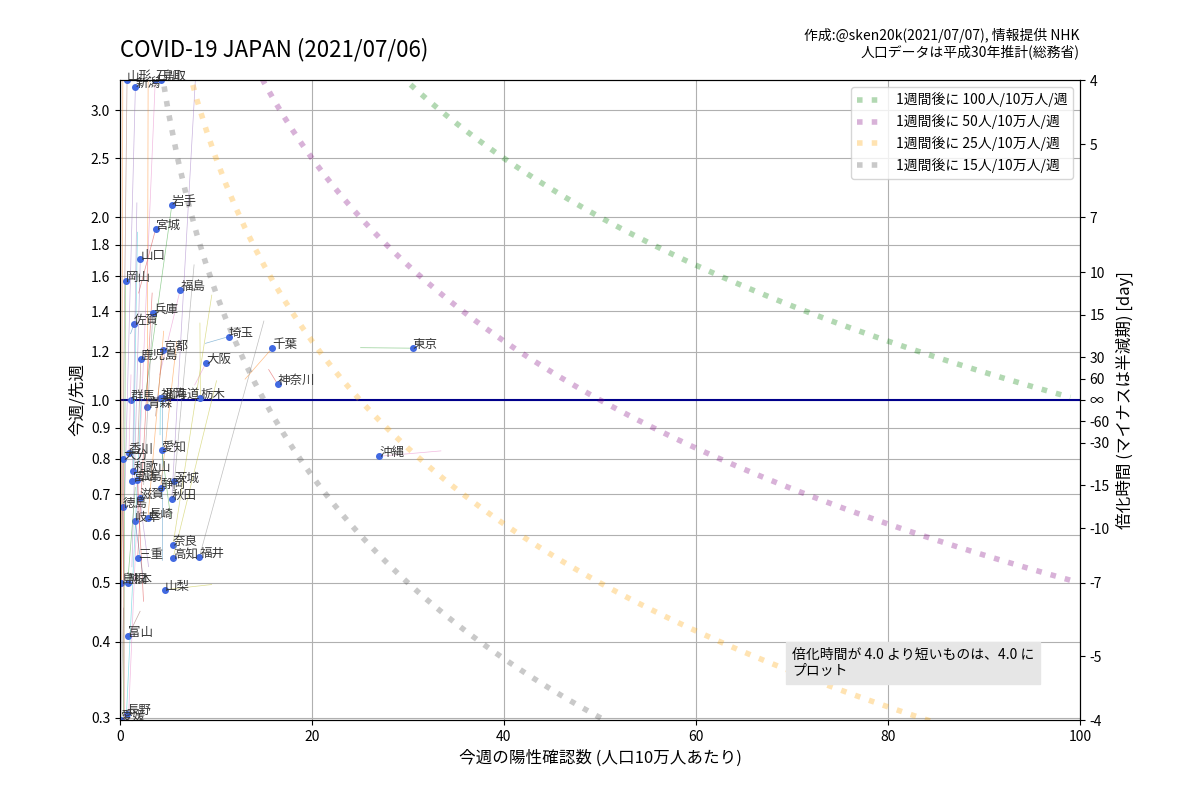 COVID-19 JAPAN (2021/07/06)
作成:@sken20k(2021/07/07), 情報提供 NHK
人口データは平成30年推計(総務省)
1週間後に 100人/10万人/週
1週間後に 50人/10万人/週
1週間後に 25人/10万人/週
1週間後に 15人/10万人/週
山形
石川
鳥取
新潟
岩手
宮城
山口
岡山
福島
兵庫
佐賀
埼玉
千葉
東京
京都
鹿児島
大阪
神奈川
群馬
北海道
栃木
青森
香川
大分
愛知
沖縄
和歌山
茨城
静岡
滋賀
秋田
徳島
岐阜
長崎
奈良
三重
高知
福井
熊本
山梨
富山
長野
愛媛
倍化時間が 4.0 より短いものは、4.0 に
プロット
3.0
2.5
2.0
1.8
1.6
1.4
1.2
1.0
0.9
0.8
0.7
0.6
0.5
0.4
0.3
今週/先週
4
5
7
10
15
30
60
∞
-60
-30
-15
-10
-7
-5
-4
倍化時間 (マイナスは半減期) [day]
0 20 40 60 80 100
今週の陽性確認数 (人口10万人あたり)